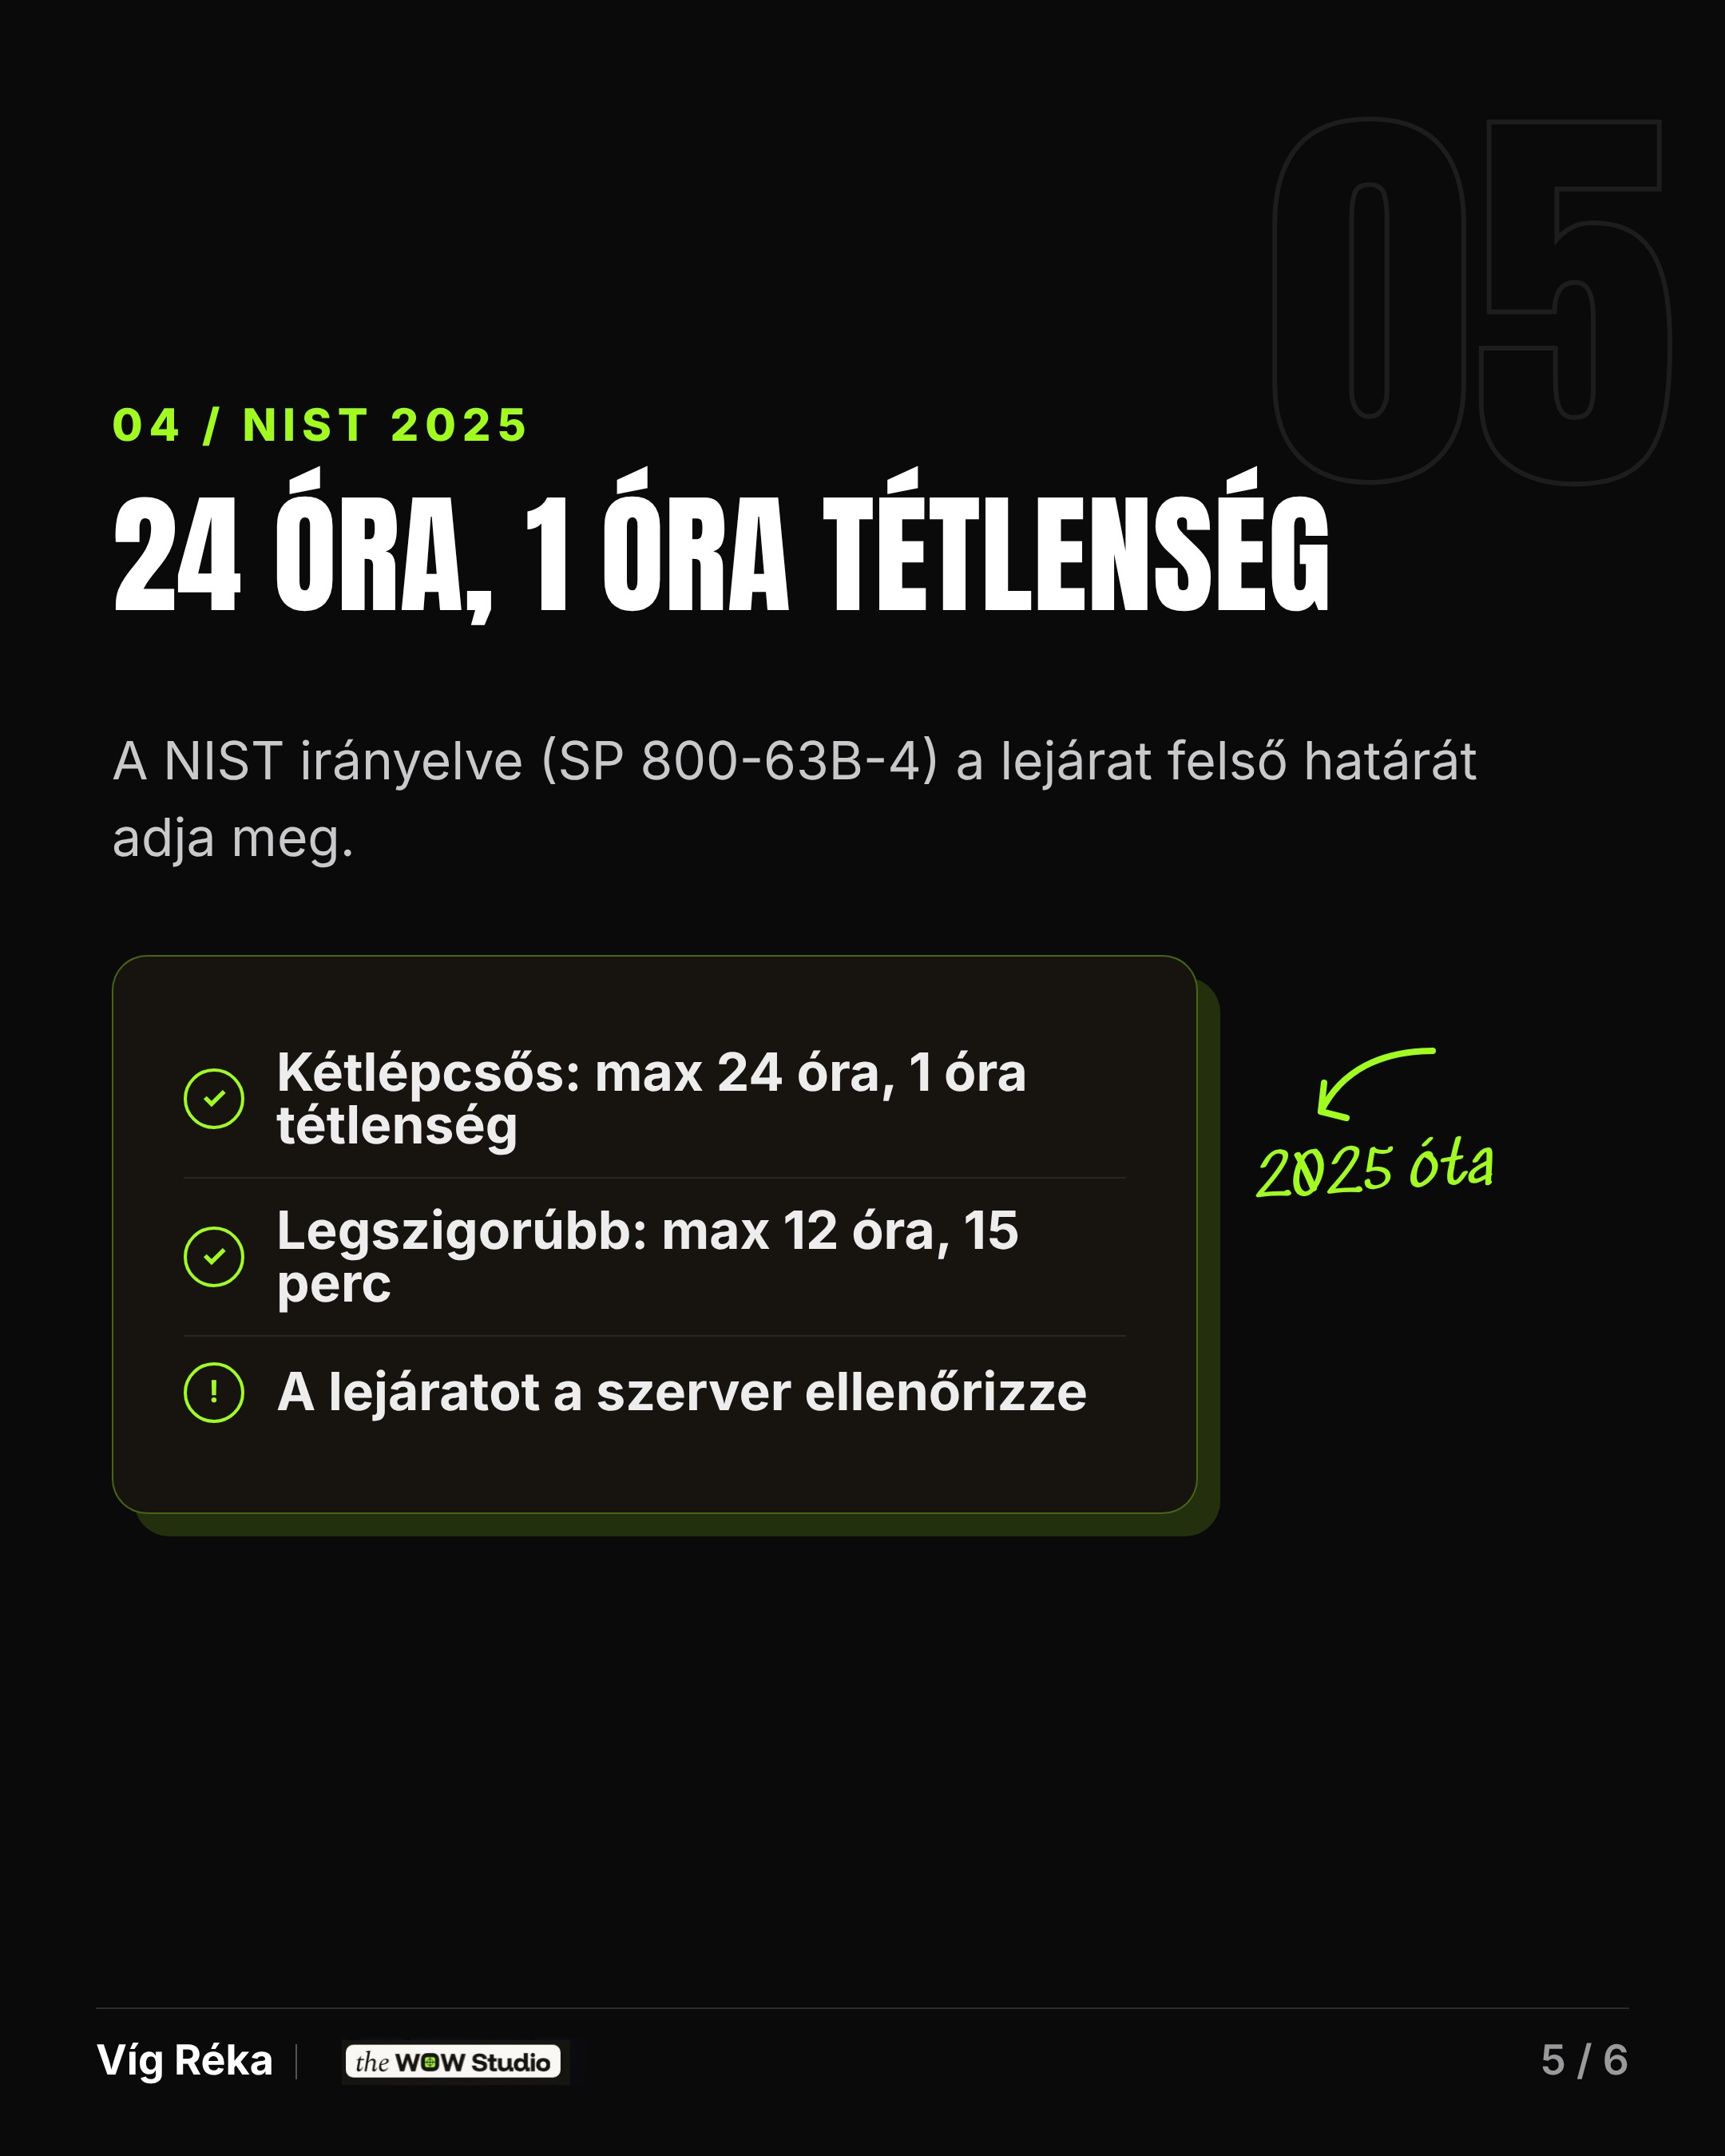 05
04 / NIST 2025
24 ÓRA, 1 ÓRA TÉTLENSÉG
A NIST irányelve (SP 800-63B-4) a lejárat felső határát
adja meg.
Kétlépcsős: max 24 óra, 1 óra
tétlenség
Legszigorúbb: max 12 óra, 15
perc
A lejáratot a szerver ellenőrizze
2025 óta
Víg Réka
the WOW Studio
5 / 6